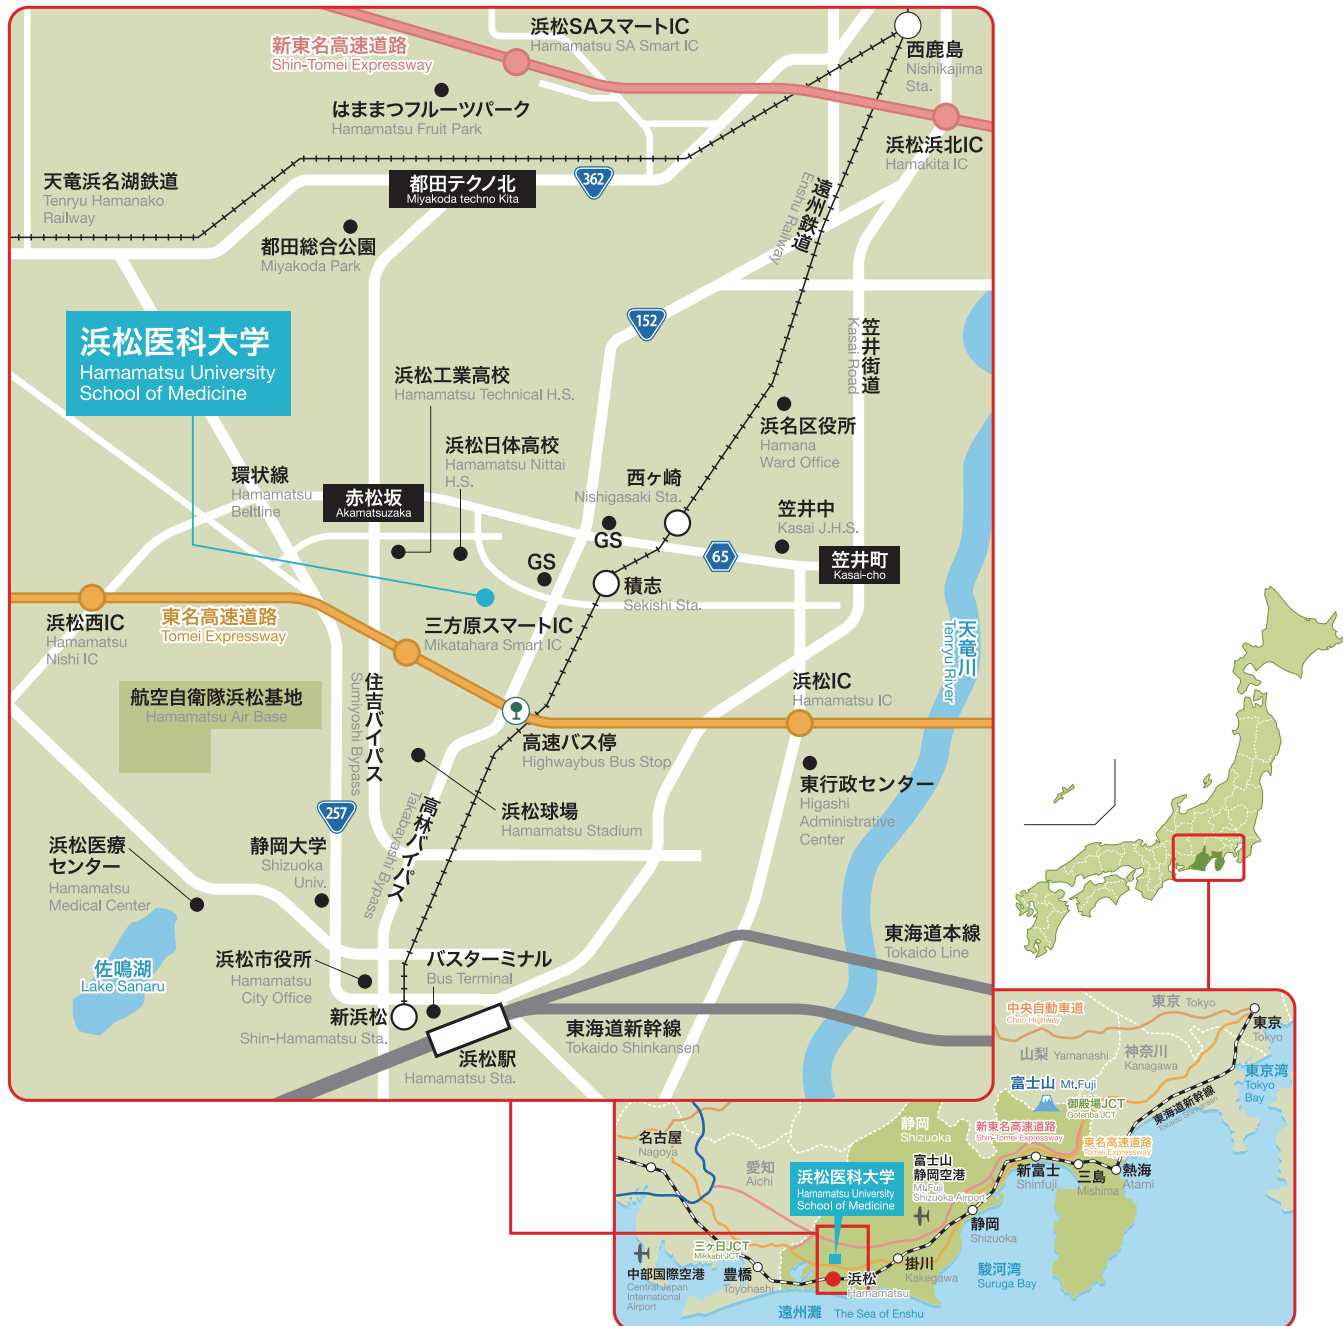 浜松SAスマートIC
Hamamatsu SA Smart IC
新東名高速道路
Shin-Tomei Expressway
西鹿島
Nishikajima
Sta.
はままつフルーツパーク
Hamamatsu Fruit Park
浜松浜北IC
Hamakita IC
天竜浜名湖鉄道
Tenryu Hamanako
Railway
都田テクノ北
Miyakoda techno Kita
362
遠州鉄道
Enshu Railway
都田総合公園
Miyakoda Park
浜松医科大学
Hamamatsu University
School of Medicine
152
笠井街道
Kasai Road
浜松工業高校
Hamamatsu Technical H.S.
浜松日体高校
Hamamatsu Nittai
H.S.
浜名区役所
Hamana
Ward Office
環状線
Hamamatsu
Beltline
赤松坂
Akamatsuzaka
西ヶ崎
Nishigasaki Sta.
笠井中
Kasai J.H.S.
GS
GS
65
笠井町
Kasai-cho
積志
Sekishi Sta.
浜松西IC
Hamamatsu
Nishi IC
東名高速道路
Tomei Expressway
三方原スマートIC
Mikatahara Smart IC
天竜川
Tenryu River
航空自衛隊浜松基地
Hamamatsu Air Base
住吉バイパス
Sumiyoshi Bypass
浜松IC
Hamamatsu IC
高速バス停
Highwaybus Bus Stop
257
高林バイパス
Takabayashi Bypass
浜松球場
Hamamatsu Stadium
東行政センター
Higashi
Administrative
Center
浜松医療
センター
Hamamatsu
Medical Center
静岡大学
Shizuoka
Univ.
佐鳴湖
Lake Sanaru
浜松市役所
Hamamatsu
City Office
バスターミナル
Bus Terminal
東海道本線
Tokaido Line
新浜松
Shin-Hamamatsu Sta.
浜松駅
Hamamatsu Sta.
東海道新幹線
Tokaido Shinkansen
中央自動車道
Chuo Highway
東京 Tokyo
東京
Tokyo
山梨 Yamanashi
神奈川
Kanagawa
富士山 Mt.Fuji
東京湾
Tokyo
Bay
御殿場JCT
Gotenba JCT
東海道新幹線
Tokaido Shinkansen
静岡
Shizuoka
新東名高速道路
Shin-Tomei Expressway
東名高速道路
Tomei Expressway
名古屋
Nagoya
愛知
Aichi
浜松医科大学
Hamamatsu University
School of Medicine
富士山
静岡空港
Mt.Fuji
Shizuoka Airport
新富士
Shinfuji
三島
Mishima
熱海
Atami
静岡
Shizuoka
三ヶ日JCT
Mikkabi JCT
中部国際空港
Central Japan
International
Airport
豊橋
Toyohashi
浜松
Hamamatsu
掛川
Kakegawa
駿河湾
Suruga Bay
遠州灘 The Sea of Enshu